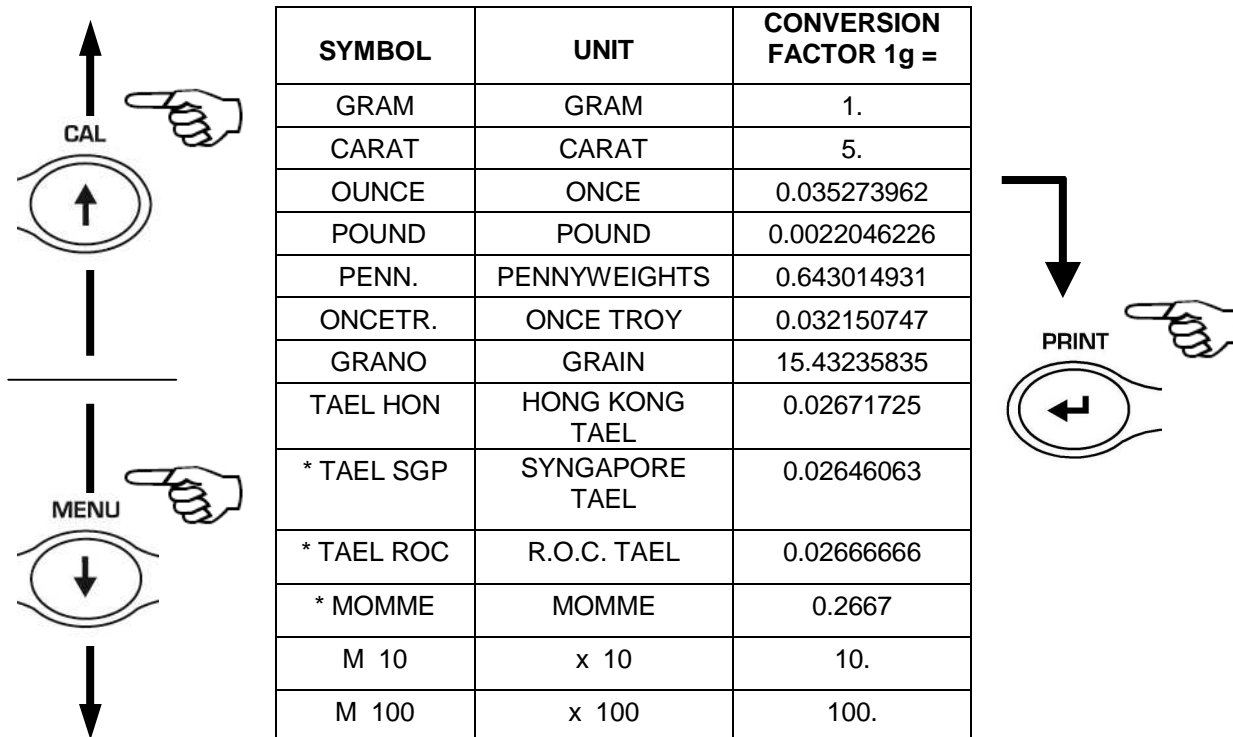 CAL
MENU
SYMBOL UNIT CONVERSION
FACTOR 1g =
GRAM GRAM 1.
CARAT CARAT 5.
OUNCE ONCE 0.035273962
POUND POUND 0.0022046226
PENN. PENNYWEIGHTS 0.643014931
ONCETR. ONCE TROY 0.032150747
GRANO GRAIN 15.43235835
TAEL HON HONG KONG 0.02671725
TAEL
* TAEL SGP SYNGAPORE 0.02646063
TAEL
* TAEL ROC R.O.C. TAEL 0.02666666
* MOMME MOMME 0.2667
M 10 x 10 10.
M 100 x 100 100.
PRINT